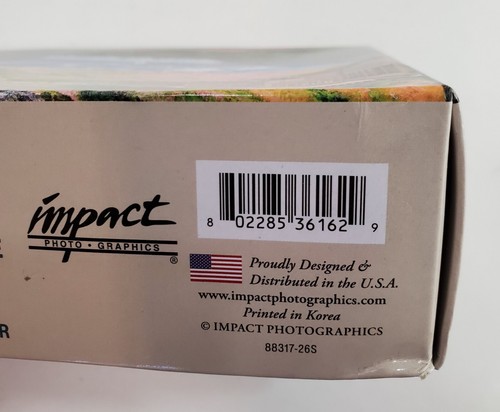 impact
PHOTO • GRAPHICS
®
8 02285 36162 9
Proudly Designed &
Distributed in the U.S.A.
www.impactphotographics.com
Printed in Korea
© IMPACT PHOTOGRAPHICS
88317-26S
R